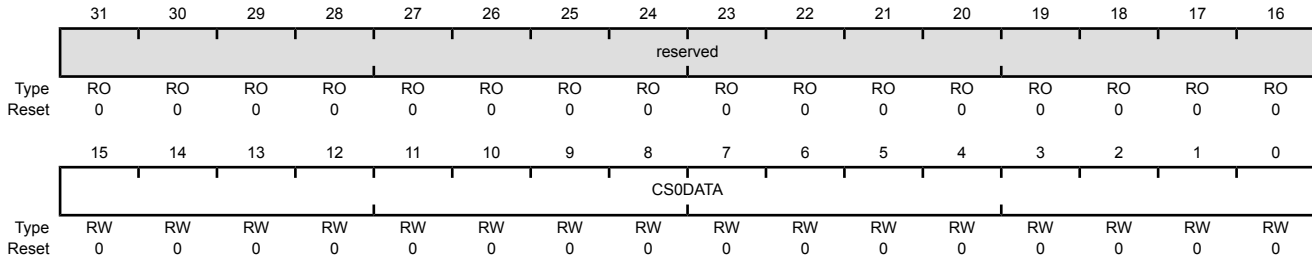 31 30 29 28 27 26 25 24 23 22 21 20 19 18 17 16
reserved
Type RO RO RO RO RO RO RO RO RO RO RO RO RO RO RO RO
Reset 0 0 0 0 0 0 0 0 0 0 0 0 0 0 0 0
15 14 13 12 11 10 9 8 7 6 5 4 3 2 1 0
CS0DATA
Type RW RW RW RW RW RW RW RW RW RW RW RW RW RW RW RW
Reset 0 0 0 0 0 0 0 0 0 0 0 0 0 0 0 0